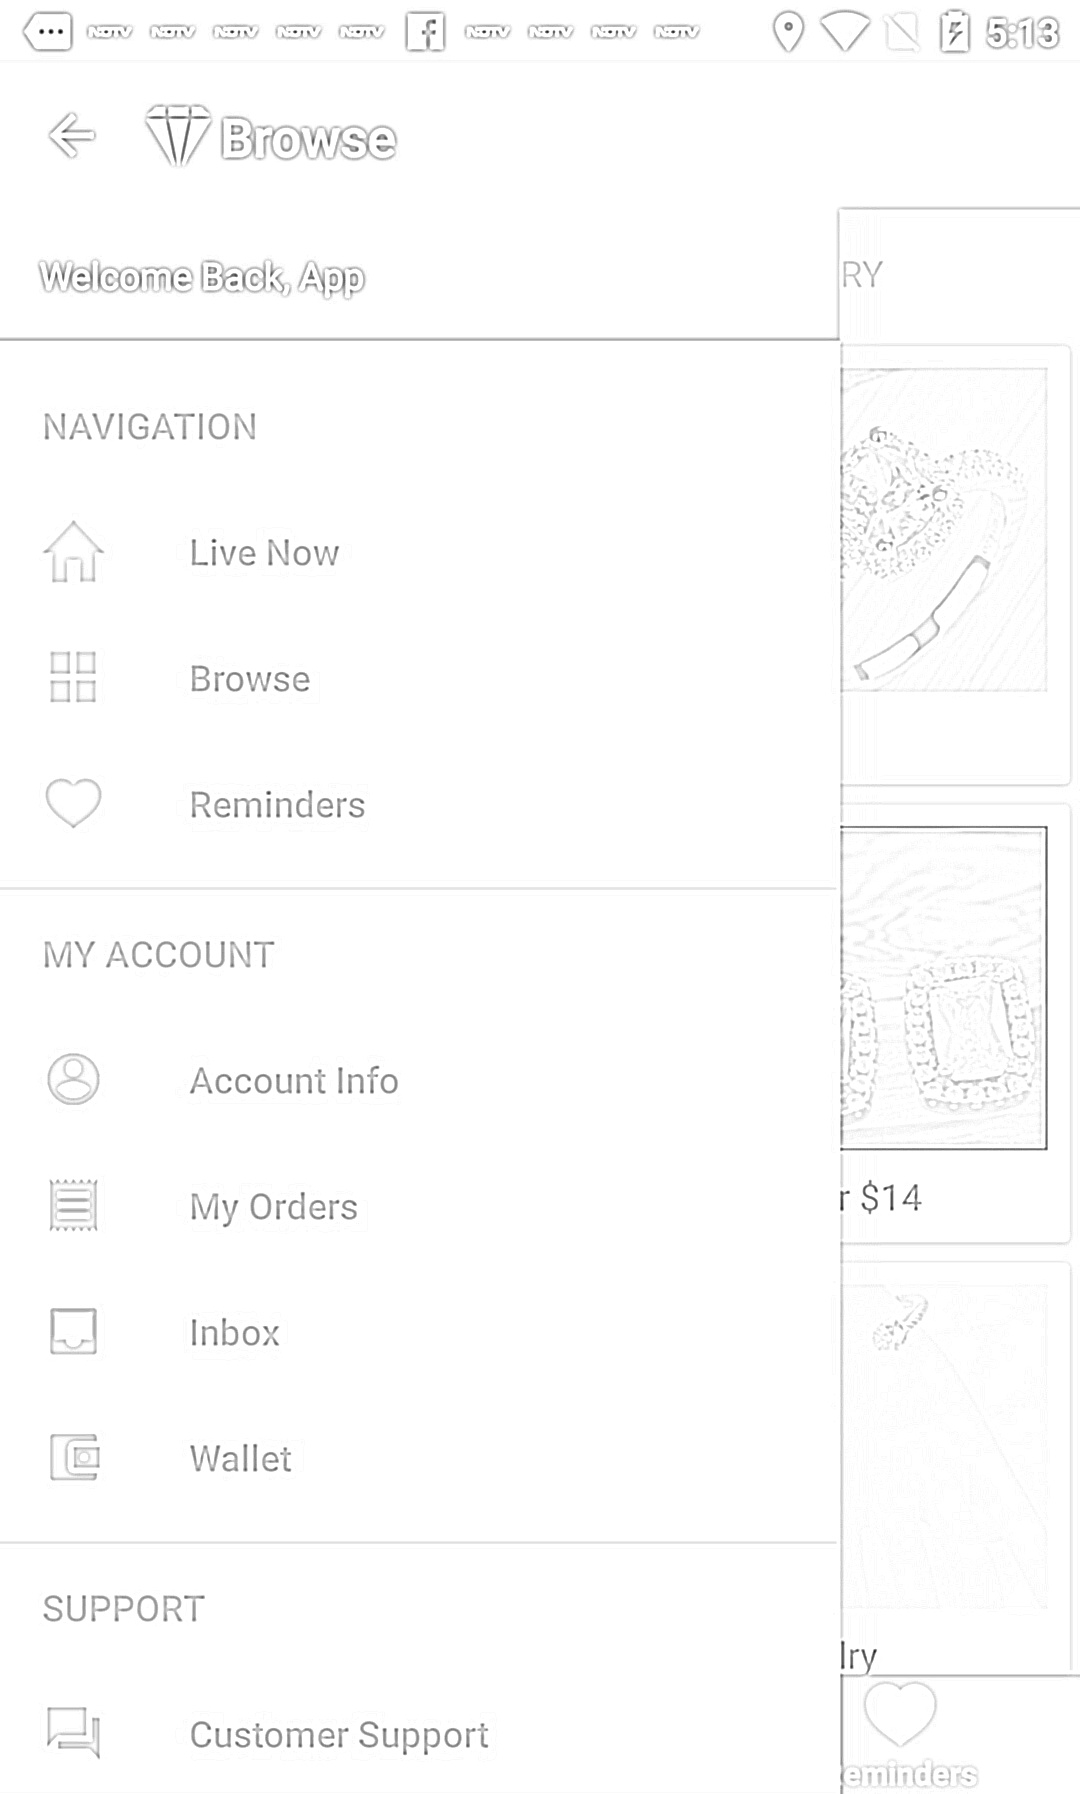 NDTV NDTV NDTV NDTV NDTV f NDTV NDTV NDTV NDTV 5:13
Browse
Welcome Back, App
RY
NAVIGATION
Live Now
Browse
Reminders
MY ACCOUNT
Account Info
My Orders
r $14
Inbox
Wallet
SUPPORT
lry
Customer Support
eminders